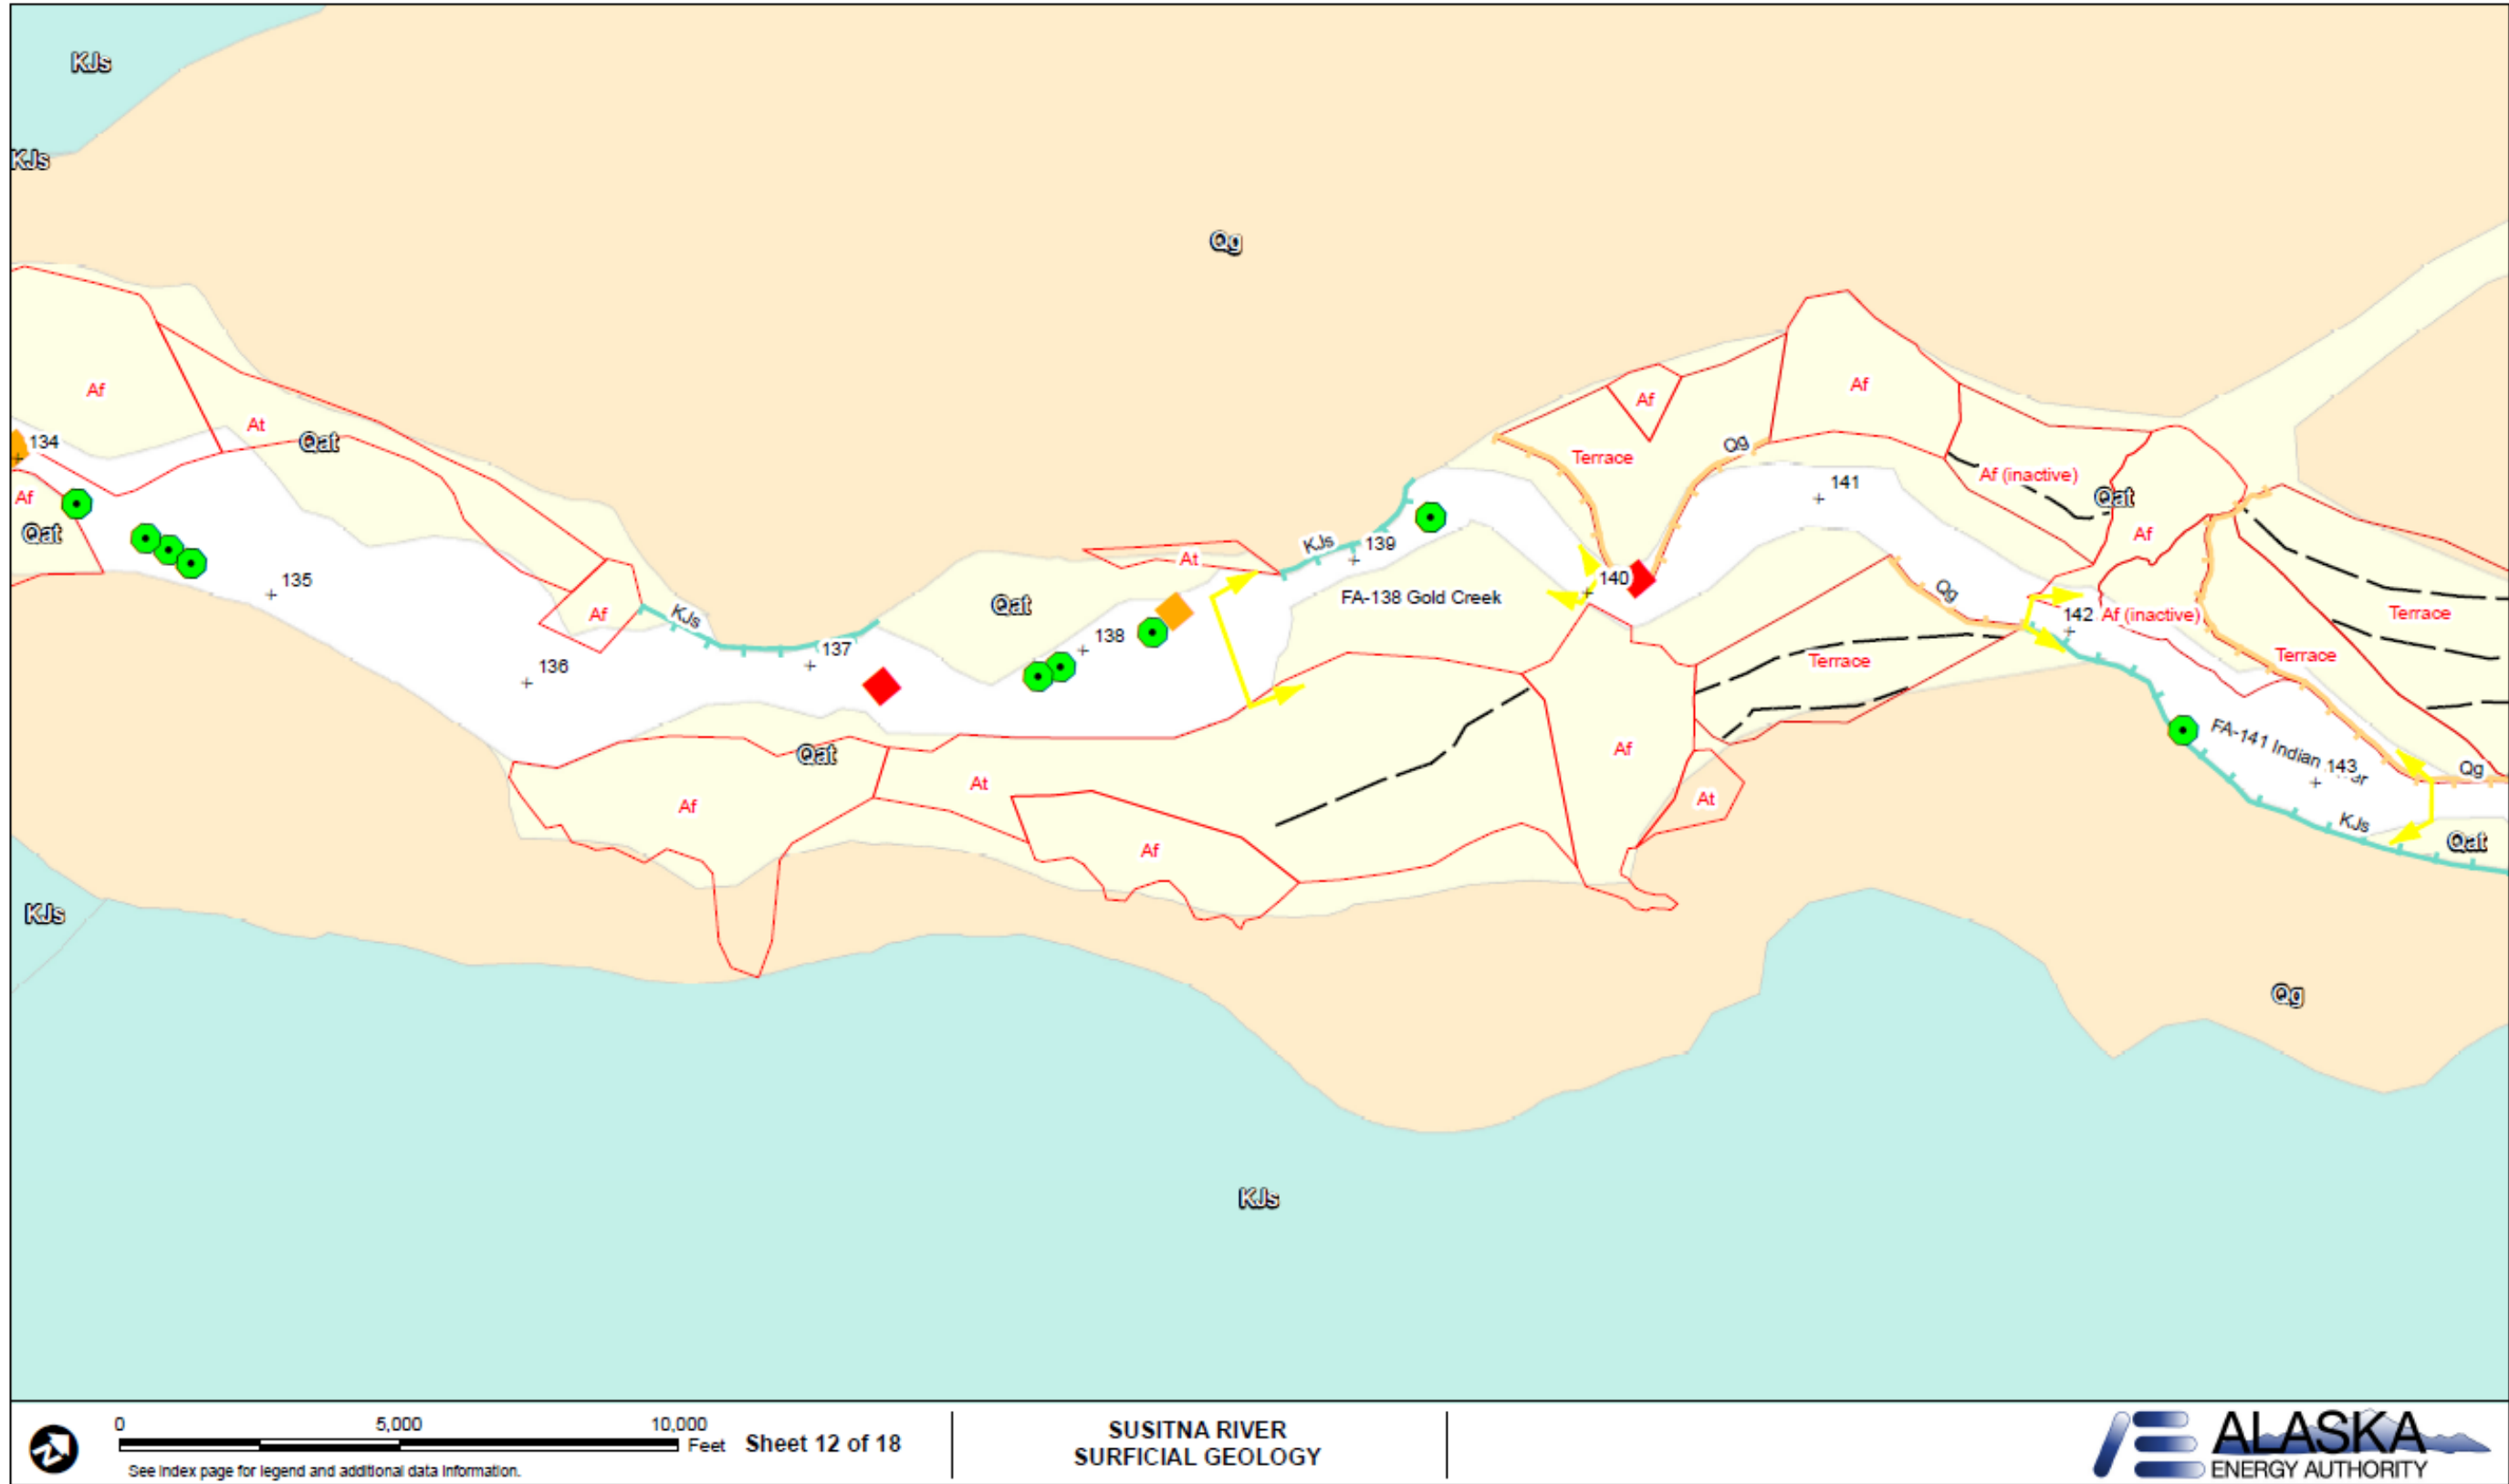 KJs
KJs
Qg
Af
At
Qat
134
Af
Qat
135
Af
KJs
136
137
Qat
138
At
KJs
139
FA-138 Gold Creek
140
Terrace
Af
Qg
Af
141
Af (inactive)
Qat
Af
Qg
142
Af (inactive)
Terrace
Terrace
Terrace
FA-141 Indian
143
Qg
KJs
Qat
Qat
Af
At
Af
Af
At
KJs
Qg
KJs
0 5,000 10,000
Feet Sheet 12 of 18
See Index page for legend and additional data information.
SUSITNA RIVER
SURFICIAL GEOLOGY
ALASKA
ENERGY AUTHORITY